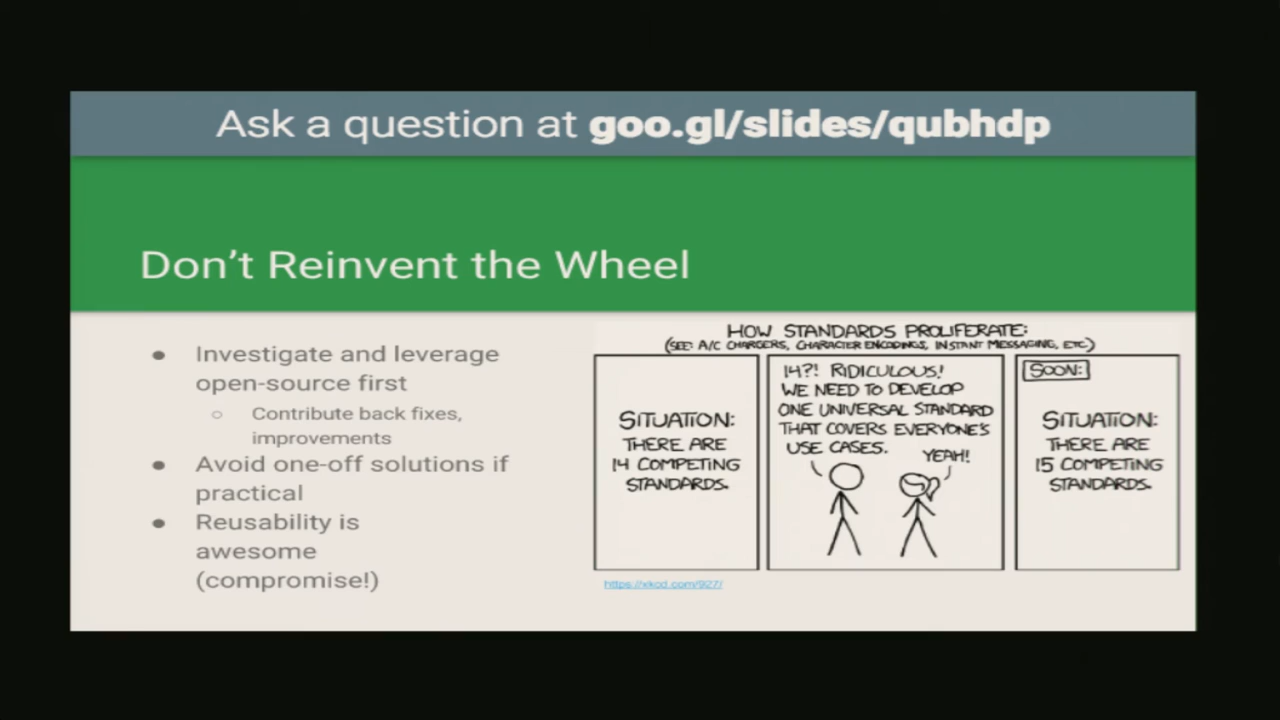 Ask a question at goo.gl/slides/qubhdp
Don't Reinvent the Wheel
• Investigate and leverage
open-source first
○ Contribute back fixes,
improvements
• Avoid one-off solutions if
practical
• Reusability is
awesome
(compromise!)
HOW STANDARDS PROLIFERATE:
(SEE: A/C CHARGERS, CHARACTER ENCODINGS, INSTANT MESSAGING, ETC.)
SITUATION:
THERE ARE
14 COMPETING
STANDARDS.
14?! RIDICULOUS!
WE NEED TO DEVELOP
ONE UNIVERSAL STANDARD
THAT COVERS EVERYONE'S
USE CASES.
YEAH!
SOON:
SITUATION:
THERE ARE
15 COMPETING
STANDARDS.
https://xkcd.com/927/